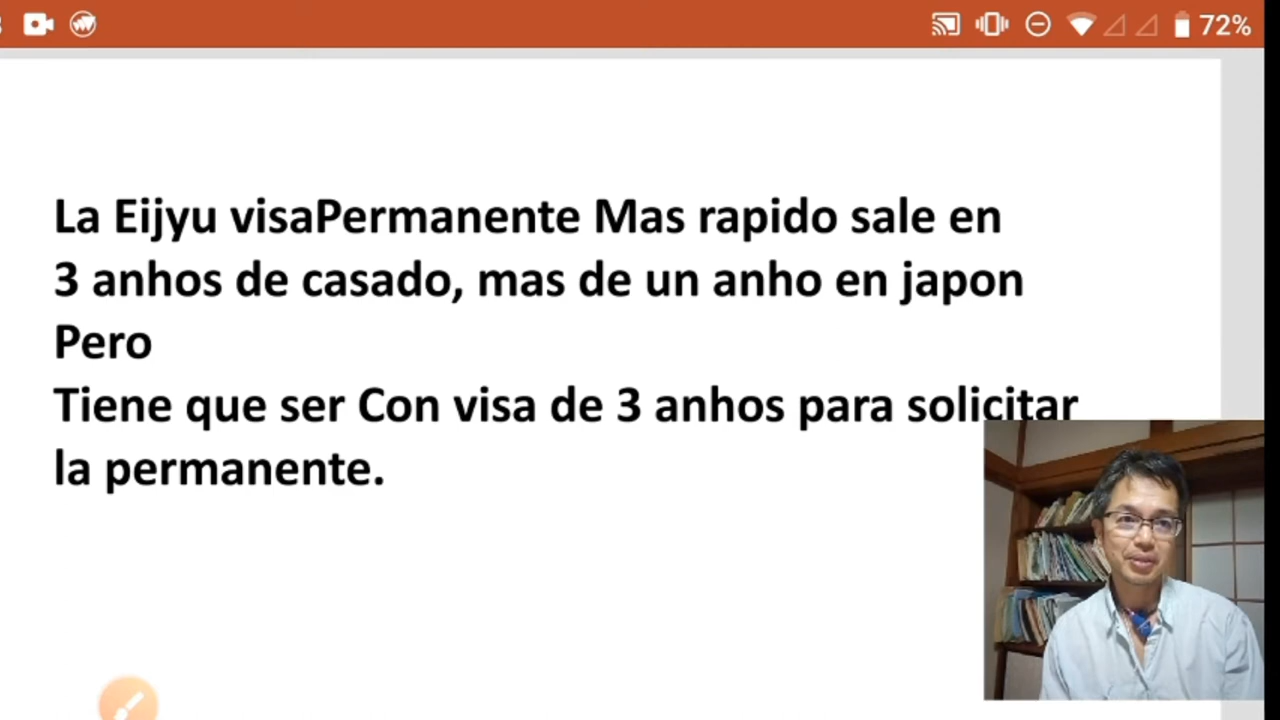 72%
La Eijyu visaPermanente Mas rapido sale en
3 anhos de casado, mas de un anho en japon
Pero
Tiene que ser Con visa de 3 anhos para solicitar
la permanente.